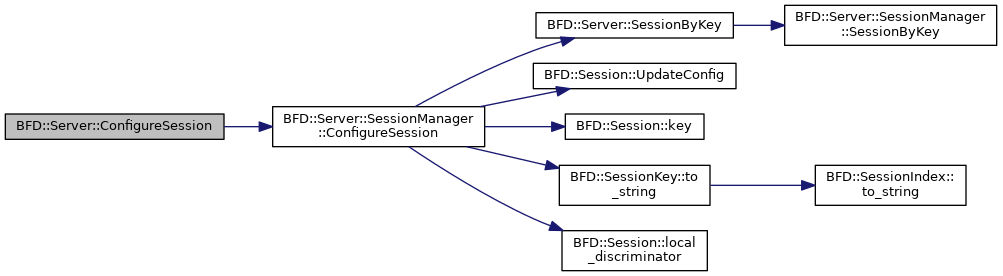 BFD::Server::ConfigureSession
BFD::Server::SessionManager
::ConfigureSession
BFD::Server::SessionByKey
BFD::Server::SessionManager
::SessionByKey
BFD::Session::UpdateConfig
BFD::Session::key
BFD::SessionKey::to
_string
BFD::SessionIndex::
to_string
BFD::Session::local
_discriminator